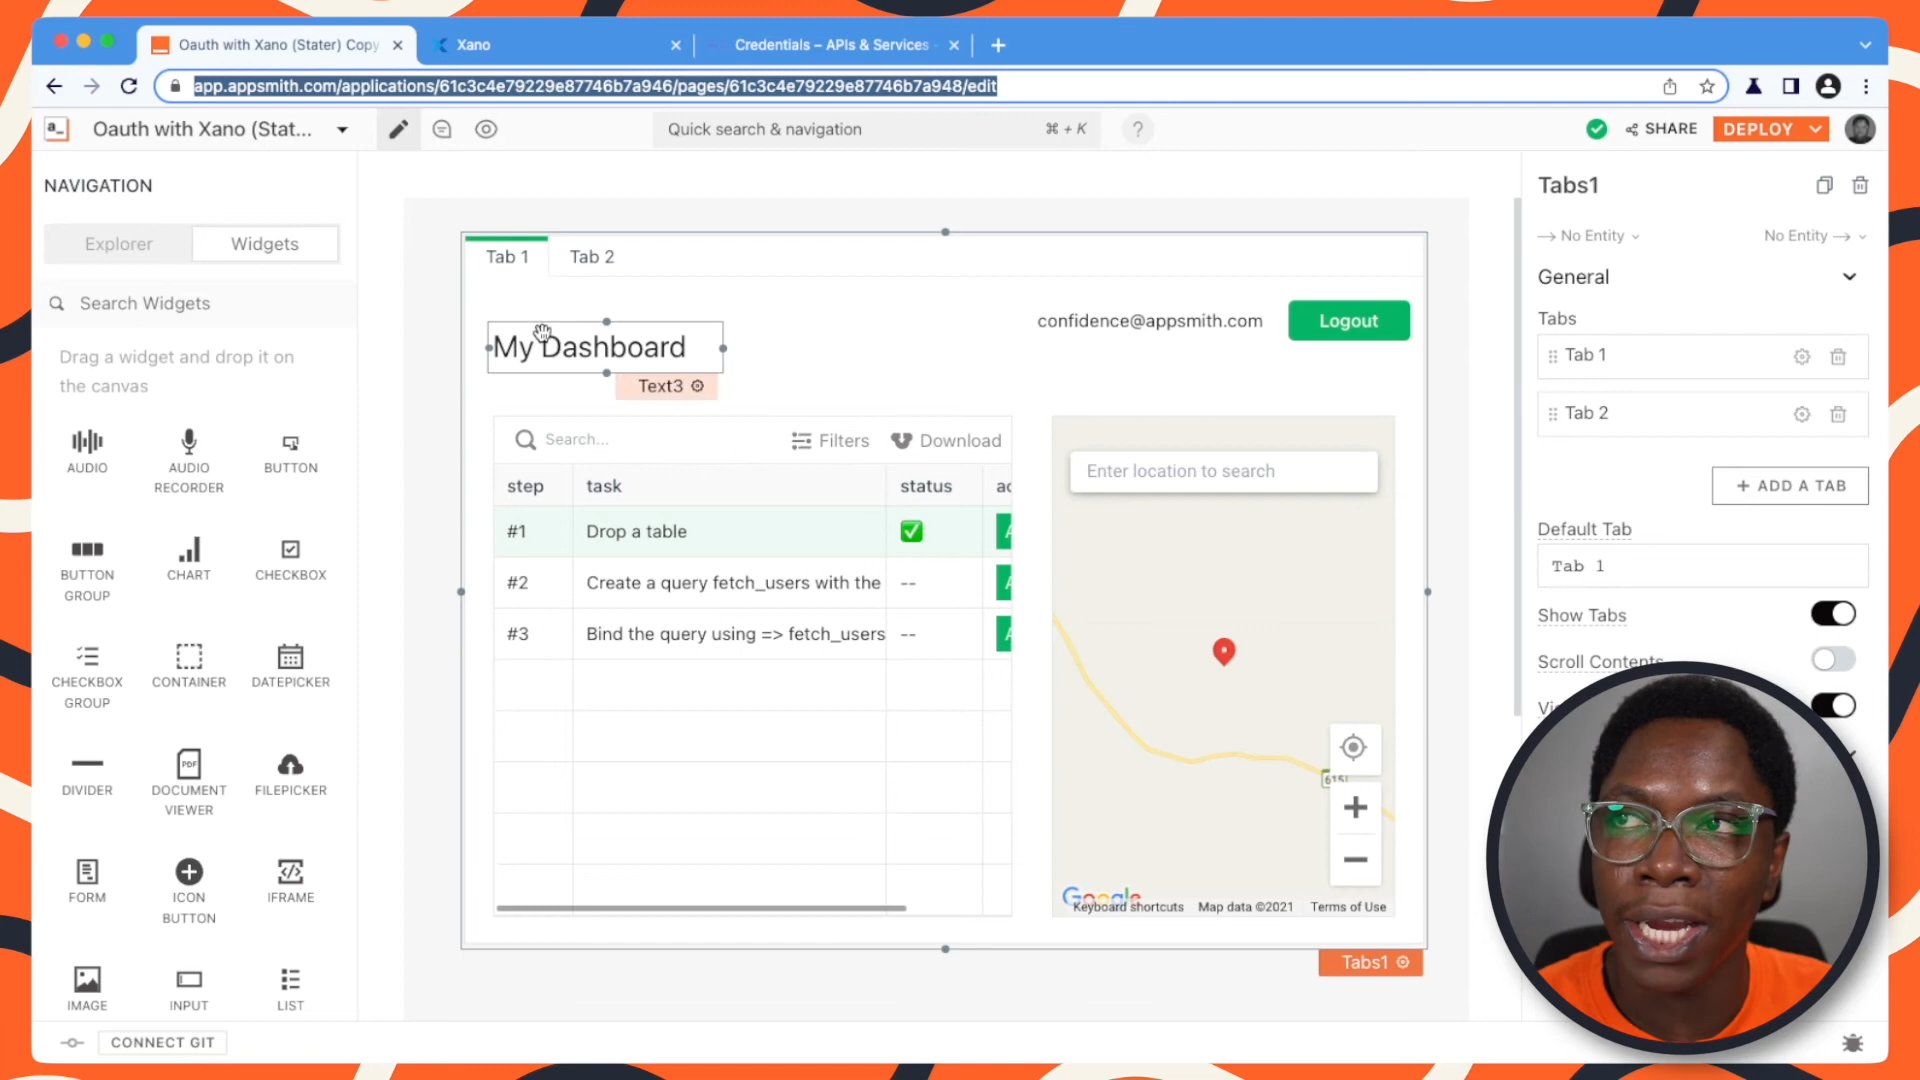 Oauth with Xano (Stater) Copy
Xano
Credentials – APIs & Services
app.appsmith.com/applications/61c3c4e79229e87746b7a946/pages/61c3c4e79229e87746b7a948/edit
a_
Oauth with Xano (Stat...
Quick search & navigation
⌘ + K
?
SHARE
DEPLOY
NAVIGATION
Explorer
Widgets
Search Widgets
Drag a widget and drop it on
the canvas
AUDIO
AUDIO
RECORDER
BUTTON
BUTTON
GROUP
CHART
CHECKBOX
CHECKBOX
GROUP
CONTAINER
DATEPICKER
DIVIDER
PDF
DOCUMENT
VIEWER
FILEPICKER
FORM
ICON
BUTTON
IFRAME
IMAGE
INPUT
LIST
CONNECT GIT
Tab 1
Tab 2
My Dashboard
Text3
confidence@appsmith.com
Logout
Search...
Filters
Download
step
task
status
ac
#1
Drop a table
✅
#2
Create a query fetch_users with the
--
#3
Bind the query using => fetch_users
--
Enter location to search
615
Google
Keyboard shortcuts
Map data ©2021
Terms of Use
Tabs1
Tabs1
No Entity
No Entity
General
Tabs
Tab 1
Tab 2
+ ADD A TAB
Default Tab
Tab 1
Show Tabs
Scroll Contents